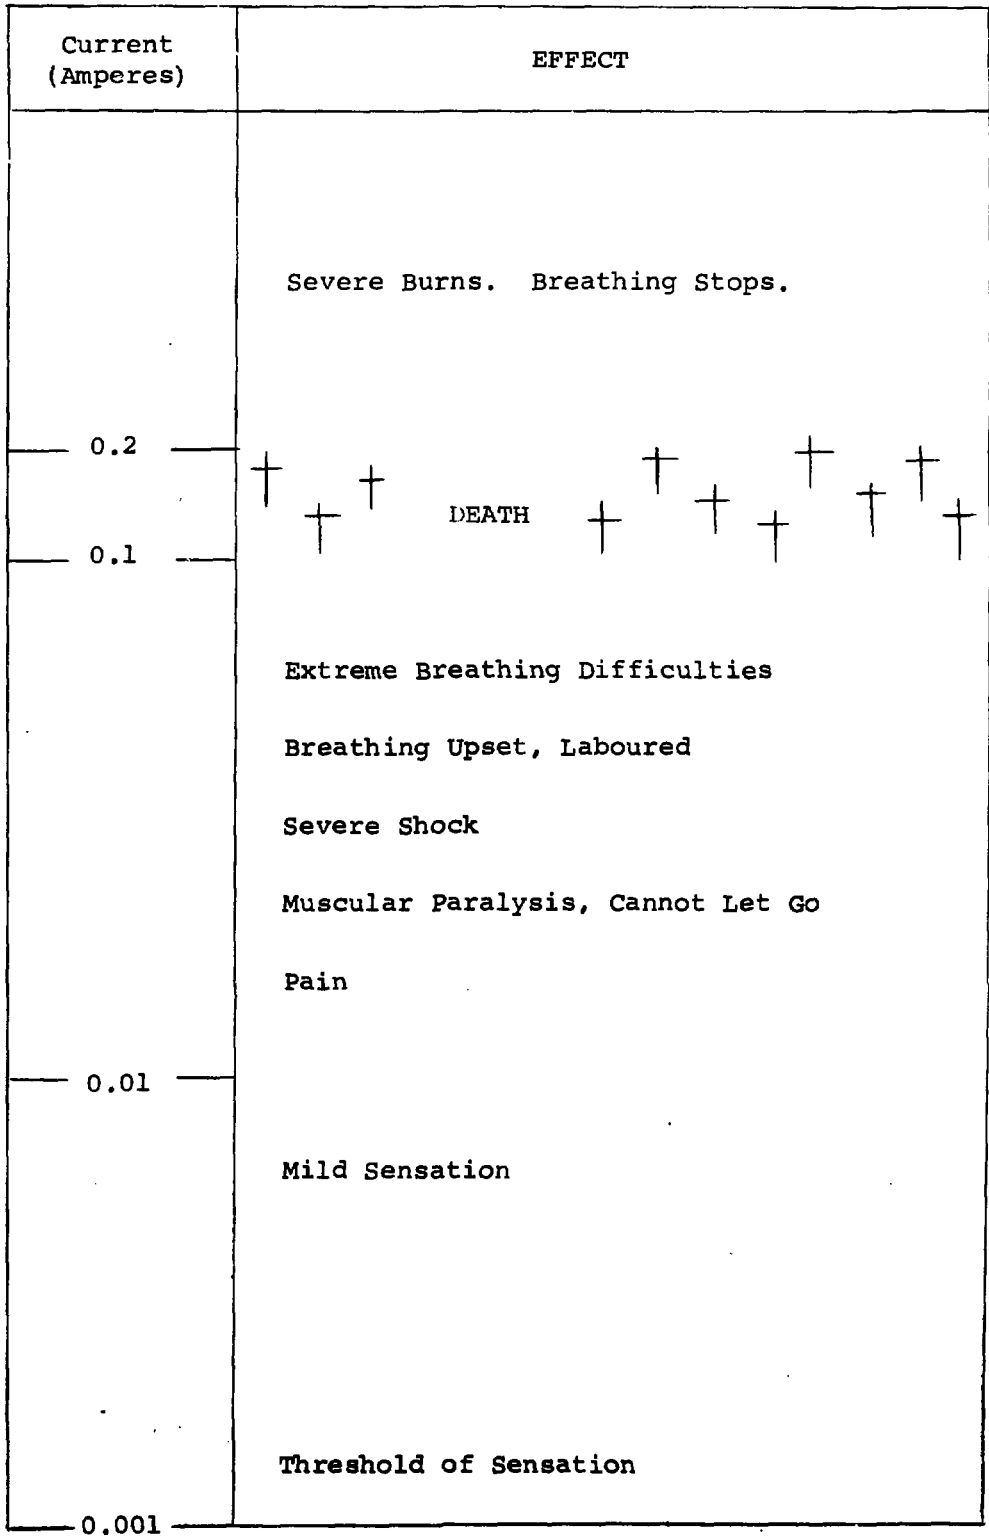 Current
(Amperes)
EFFECT
Severe Burns. Breathing Stops.
0.2
DEATH
0.1
Extreme Breathing Difficulties
Breathing Upset, Laboured
Severe Shock
Muscular Paralysis, Cannot Let Go
Pain
0.01
Mild Sensation
Threshold of Sensation
0.001